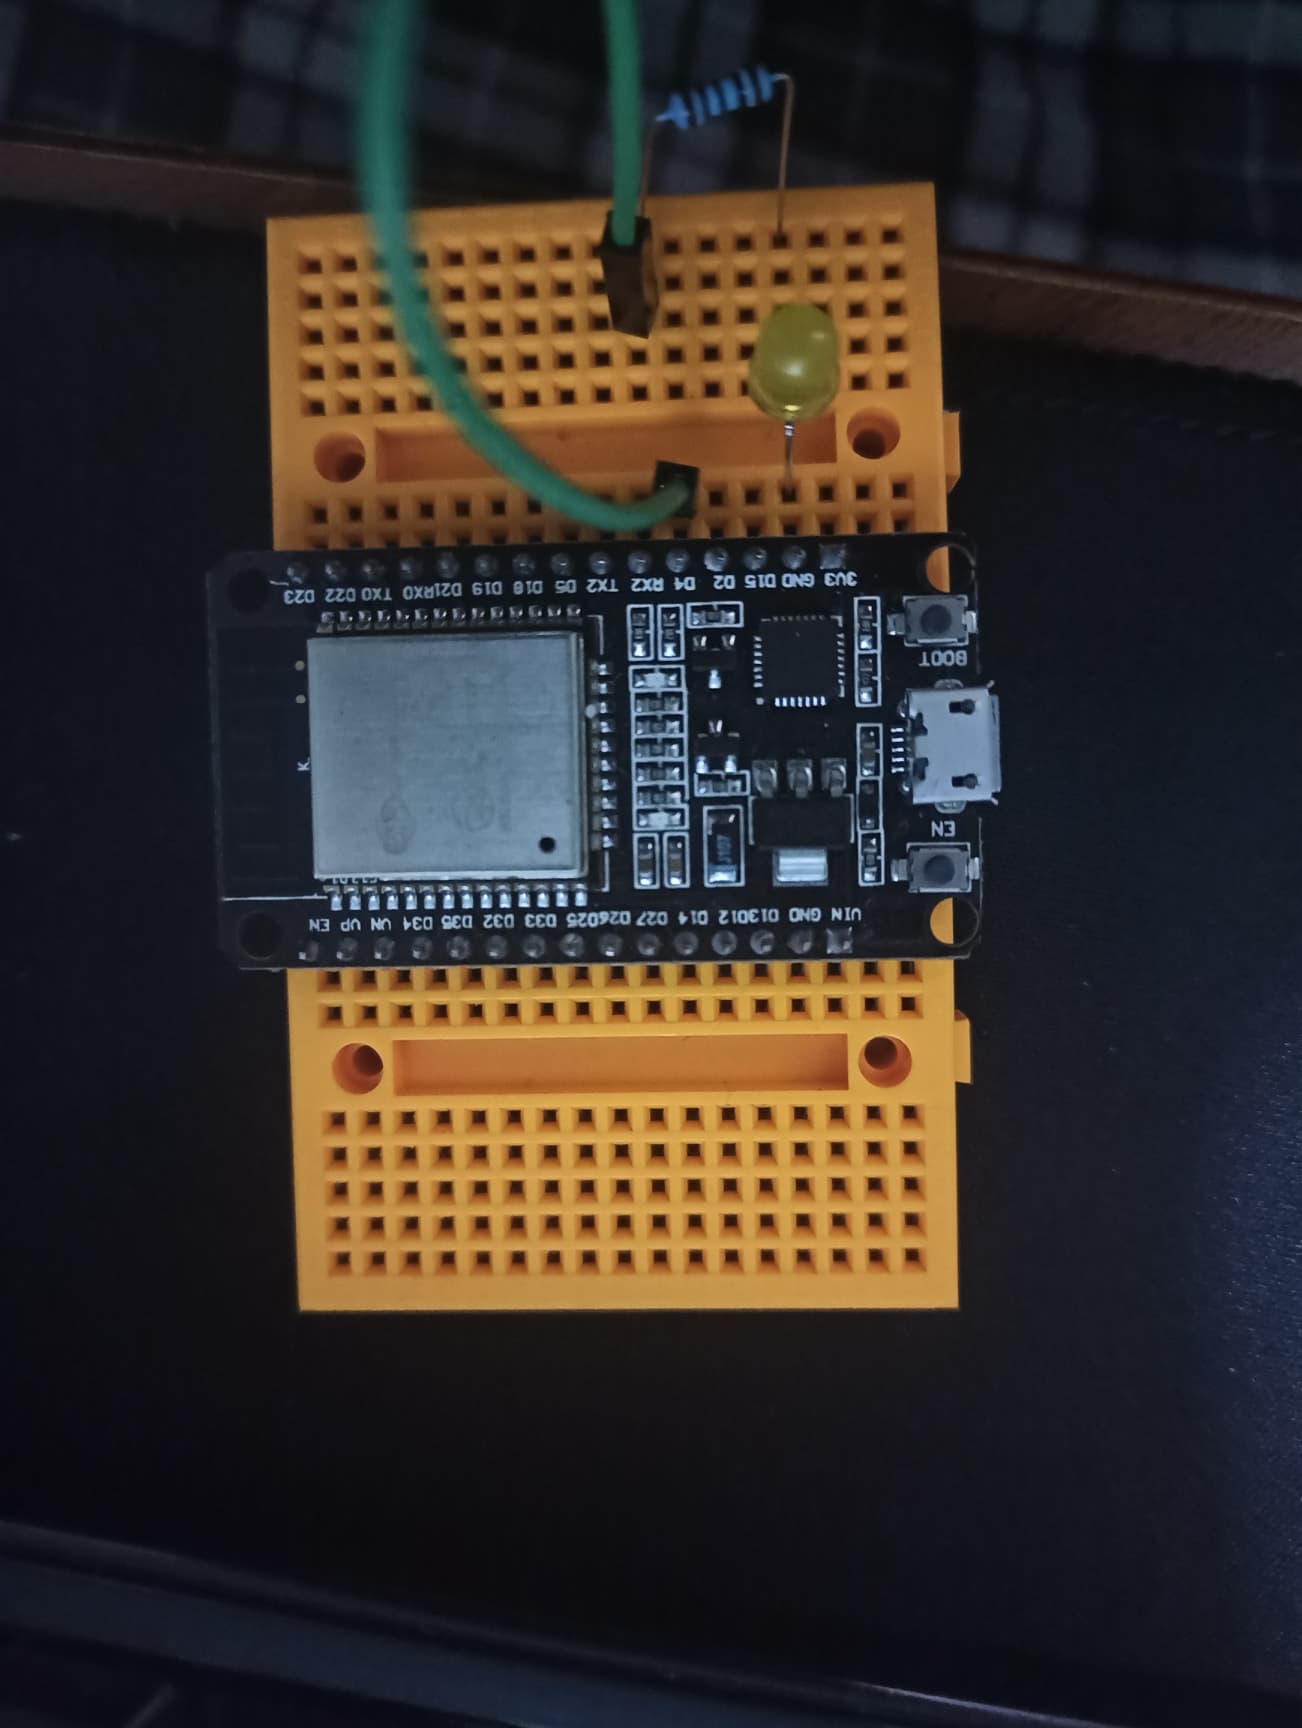 D23 D22 TX0 RX0 D21 D19 D18 D5 TX2 RX2 D4 D2 D15 GND 3V3
BOOT
K
107
EN
EN VP VN D34 D35 D32 D33 D25 D26 D27 D14 D12 D13 GND VIN